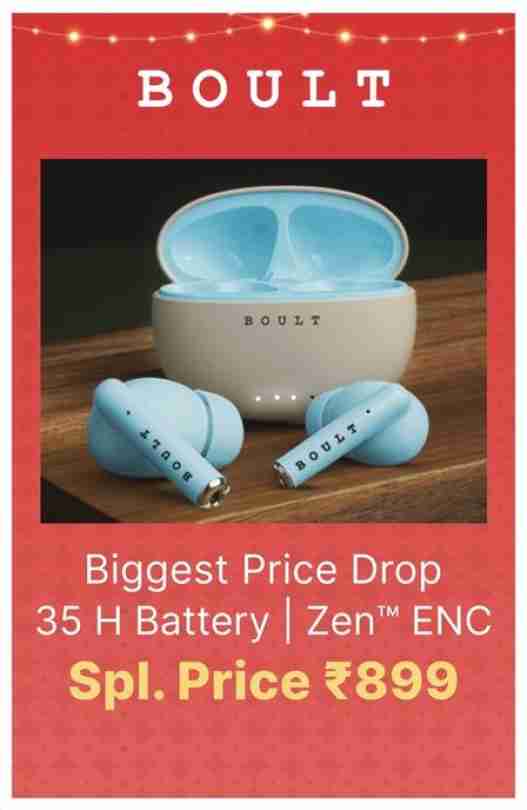 BOULT
BOULT
BOULT
BOULT
Biggest Price Drop
35 H Battery | Zen™ ENC
Spl. Price ₹899